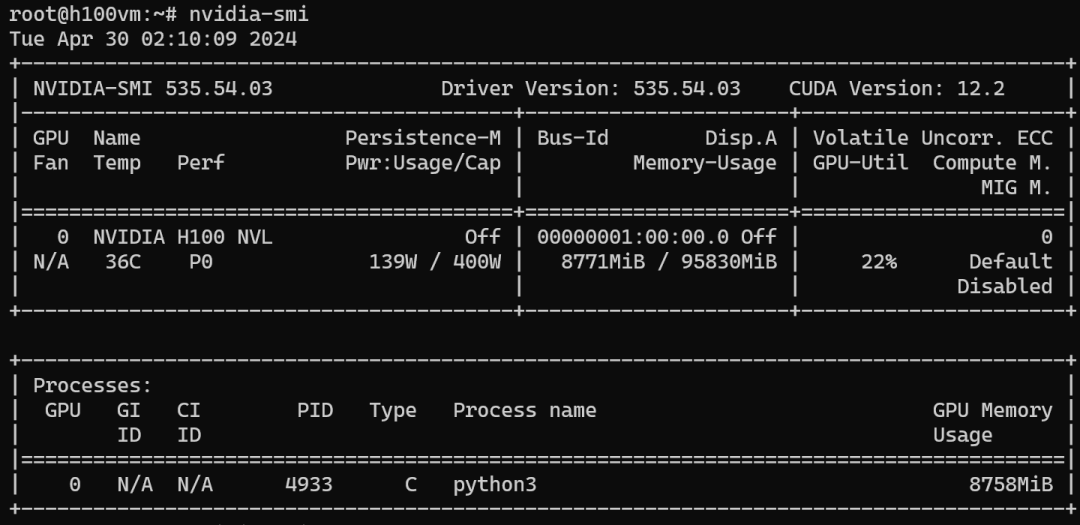 root@h100vm:~# nvidia-smi
Tue Apr 30 02:10:09 2024
+---------------------------------------------------------------------------------------+
| NVIDIA-SMI 535.54.03              Driver Version: 535.54.03    CUDA Version: 12.2     |
|-----------------------------------------+----------------------+----------------------+
| GPU  Name                 Persistence-M | Bus-Id        Disp.A | Volatile Uncorr. ECC |
| Fan  Temp   Perf          Pwr:Usage/Cap |         Memory-Usage | GPU-Util  Compute M. |
|                                         |                      |               MIG M. |
|=========================================+======================+======================|
|   0  NVIDIA H100 NVL                Off | 00000001:00:00.0 Off |                    0 |
| N/A   36C    P0             139W / 400W |   8771MiB / 95830MiB |     22%      Default |
|                                         |                      |             Disabled |
+-----------------------------------------+----------------------+----------------------+

+---------------------------------------------------------------------------------------+
| Processes:                                                                            |
|  GPU   GI   CI        PID   Type   Process name                            GPU Memory |
|        ID   ID                                                             Usage      |
|=======================================================================================|
|    0   N/A  N/A      4933      C   python3                                    8758MiB |
+---------------------------------------------------------------------------------------+